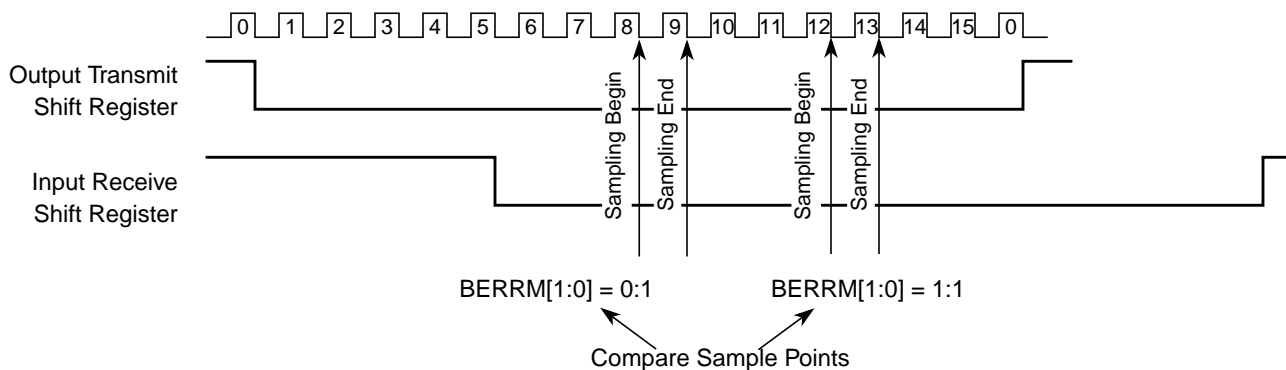 0 1 2 3 4 5 6 7 8 9 10 11 12 13 14 15 0
Output Transmit
Shift Register
Input Receive
Shift Register
Sampling Begin
Sampling End
Sampling Begin
Sampling End
BERRM[1:0] = 0:1
BERRM[1:0] = 1:1
Compare Sample Points